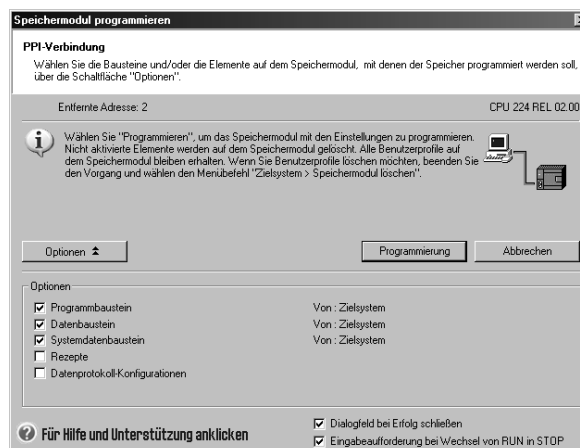 Speichermodul programmieren
PPI-Verbindung
Wählen Sie die Bausteine und/oder die Elemente auf dem Speichermodul, mit denen der Speicher programmiert werden soll,
über die Schaltfläche "Optionen".
Entfernte Adresse: 2
CPU 224 REL 02.00
Wählen Sie "Programmieren", um das Speichermodul mit den Einstellungen zu programmieren.
Nicht aktivierte Elemente werden auf dem Speichermodul gelöscht. Alle Benutzerprofile auf
dem Speichermodul bleiben erhalten. Wenn Sie Benutzerprofile löschen möchten, beenden Sie
den Vorgang und wählen den Menübefehl "Zielsystem > Speichermodul löschen".
Optionen
Programmierung
Abbrechen
Optionen
Programmbaustein Von : Zielsystem
Datenbaustein Von : Zielsystem
Systemdatenbaustein Von : Zielsystem
Rezepte
Datenprotokoll-Konfigurationen
Für Hilfe und Unterstützung anklicken
Dialogfeld bei Erfolg schließen
Eingabeaufforderung bei Wechsel von RUN in STOP